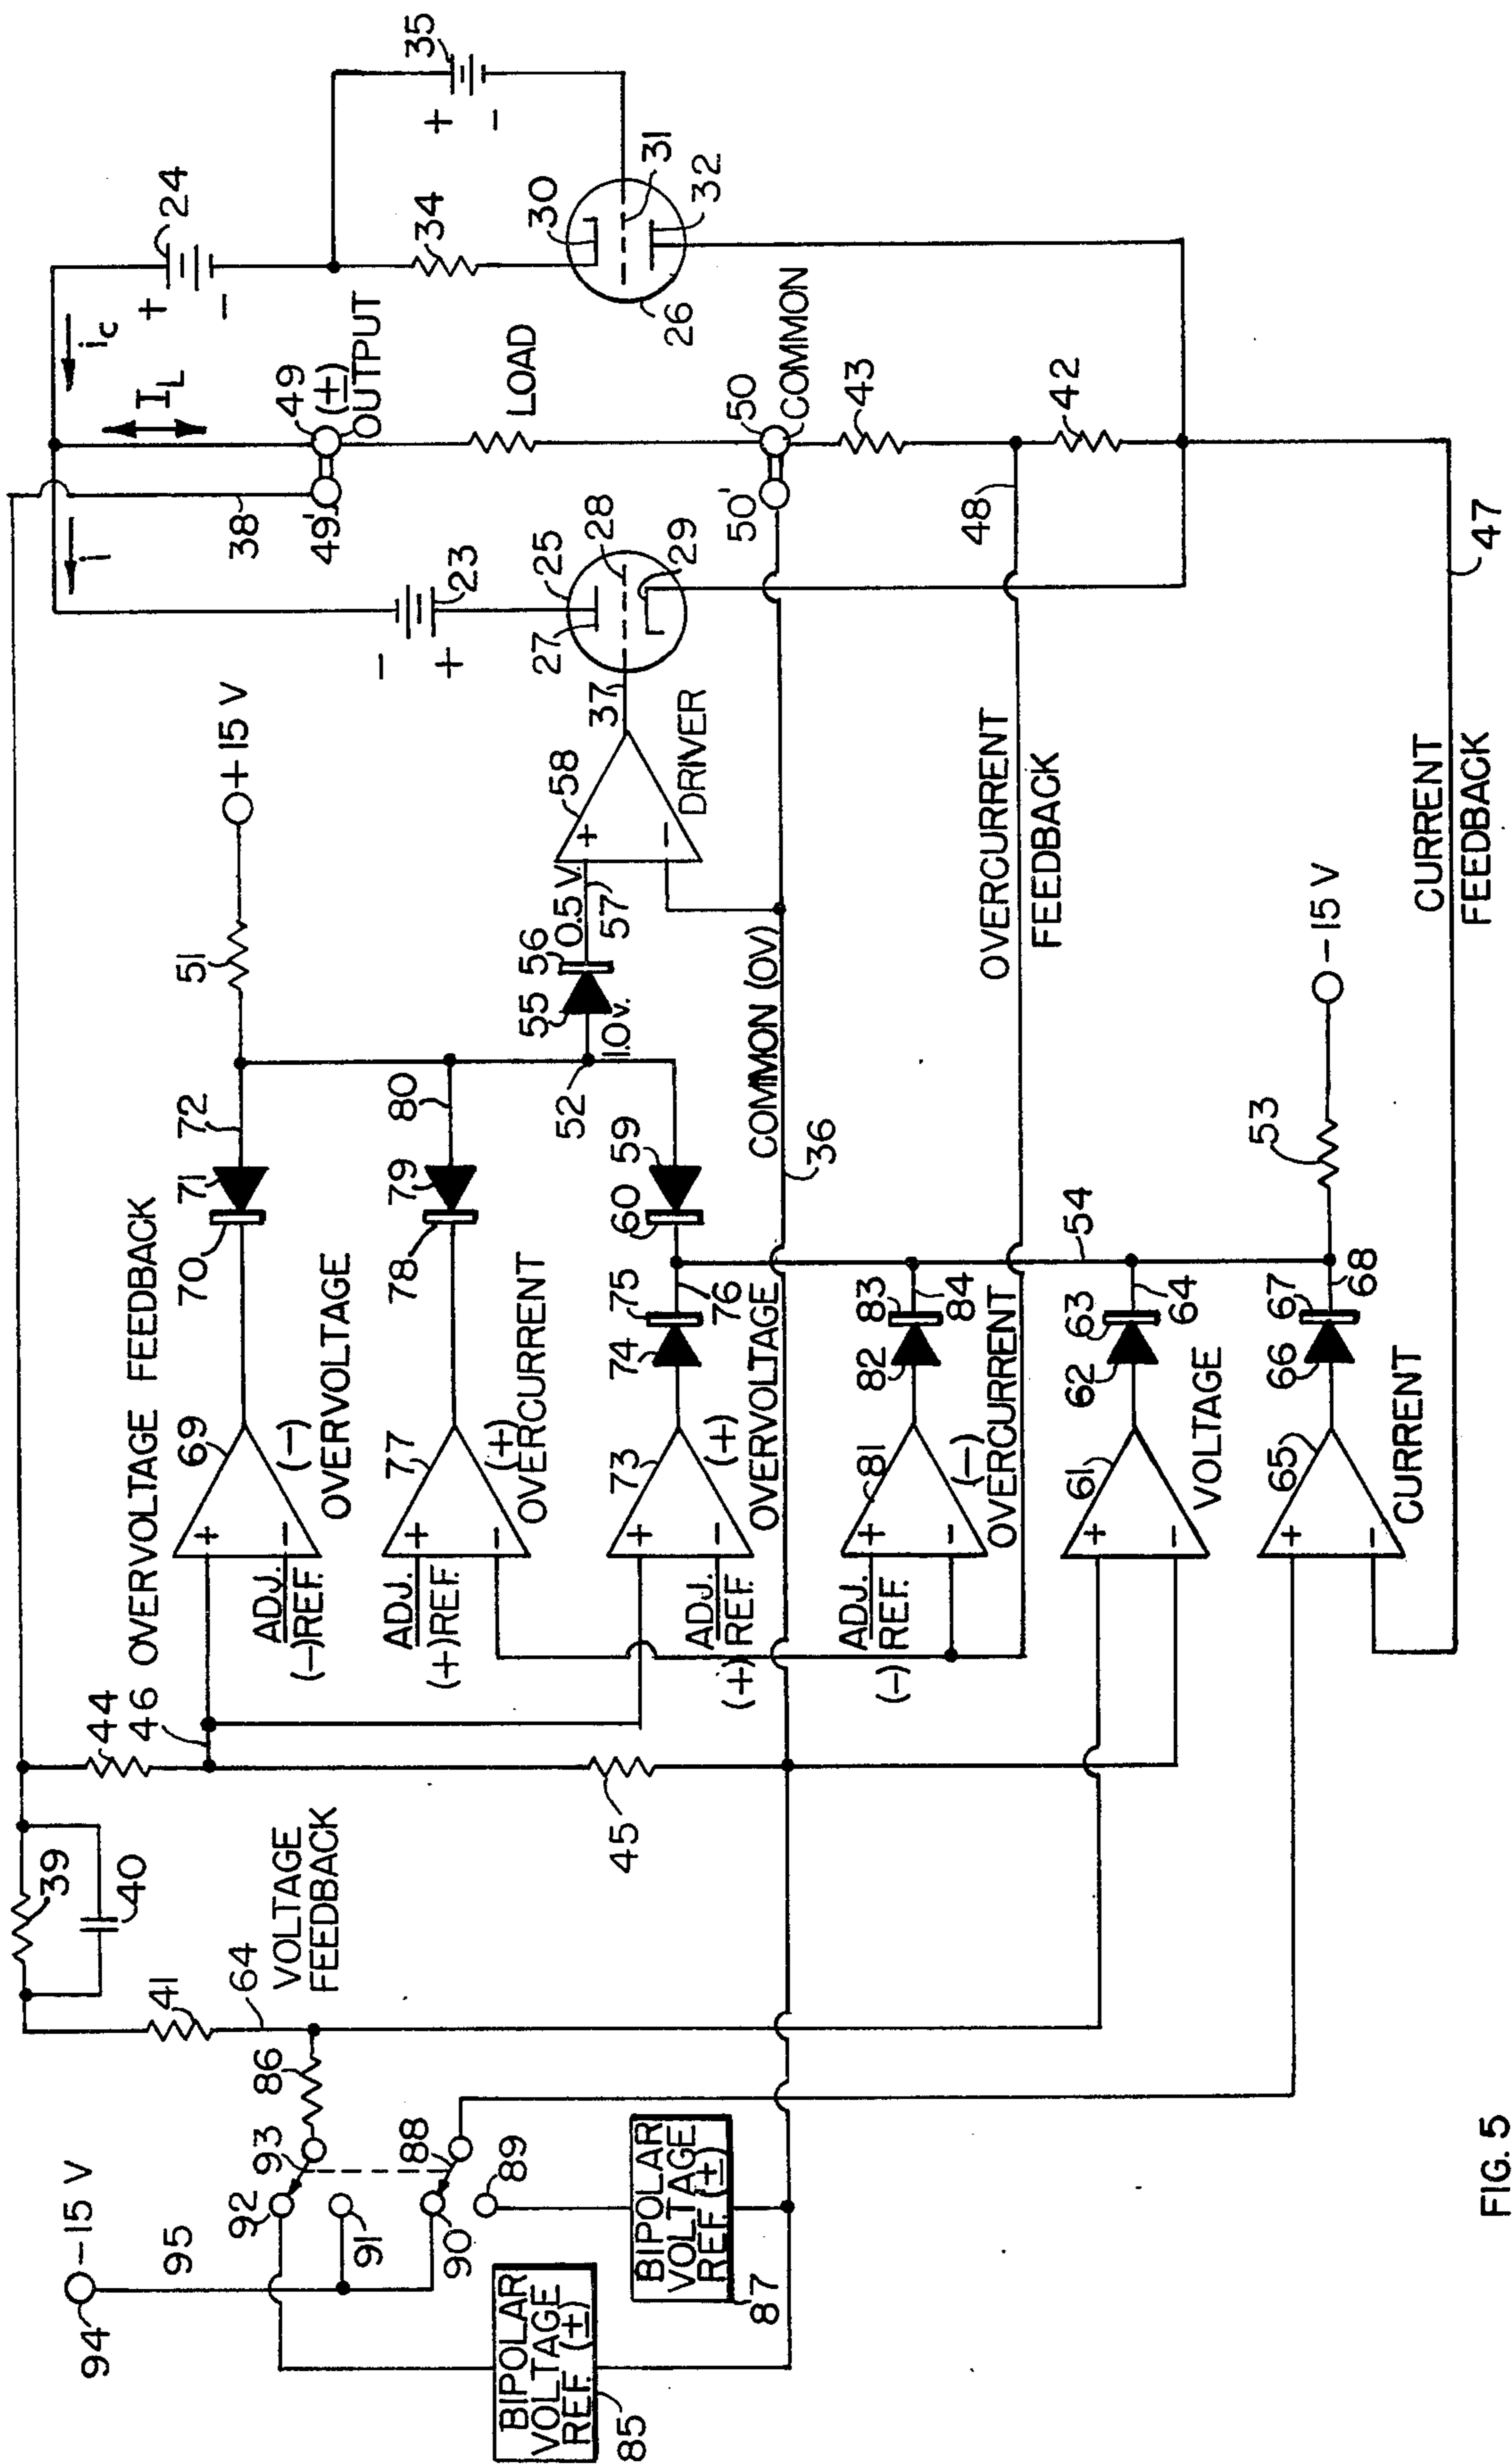 94
-15 V
95
92
93
86
91
90
88
89
BIPOLAR
VOLTAGE
REF. (±)
85
BIPOLAR
VOLTAGE
REF. (±)
87
39
40
41
64
VOLTAGE
FEEDBACK
44
46
OVERVOLTAGE FEEDBACK
45
ADJ.
(-)REF.
+
-
69
(-)
OVERVOLTAGE
70
71
72
51
+15 V
ADJ.
(+)REF.
+
-
77
(+)
OVERCURRENT
78
79
80
52
ADJ.
(+)REF.
+
-
73
(+)
OVERVOLTAGE
74
75
76
60
59
55
56
1.0 v.
0.5 V.
57
+
-
58
DRIVER
37
COMMON (0V)
36
ADJ.
(-) REF.
+
-
81
(-)
OVERCURRENT
82
83
84
54
+
-
61
VOLTAGE
62
63
64
+
-
65
CURRENT
66
67
68
53
-15 V
OVERCURRENT
FEEDBACK
CURRENT
FEEDBACK
47
48
i
38
49'
49
(±)
OUTPUT
I_L
i_c
-
+
23
25
27
28
29
LOAD
50'
50
COMMON
43
42
+
-
24
34
30
31
32
26
+
-
35
FIG. 5